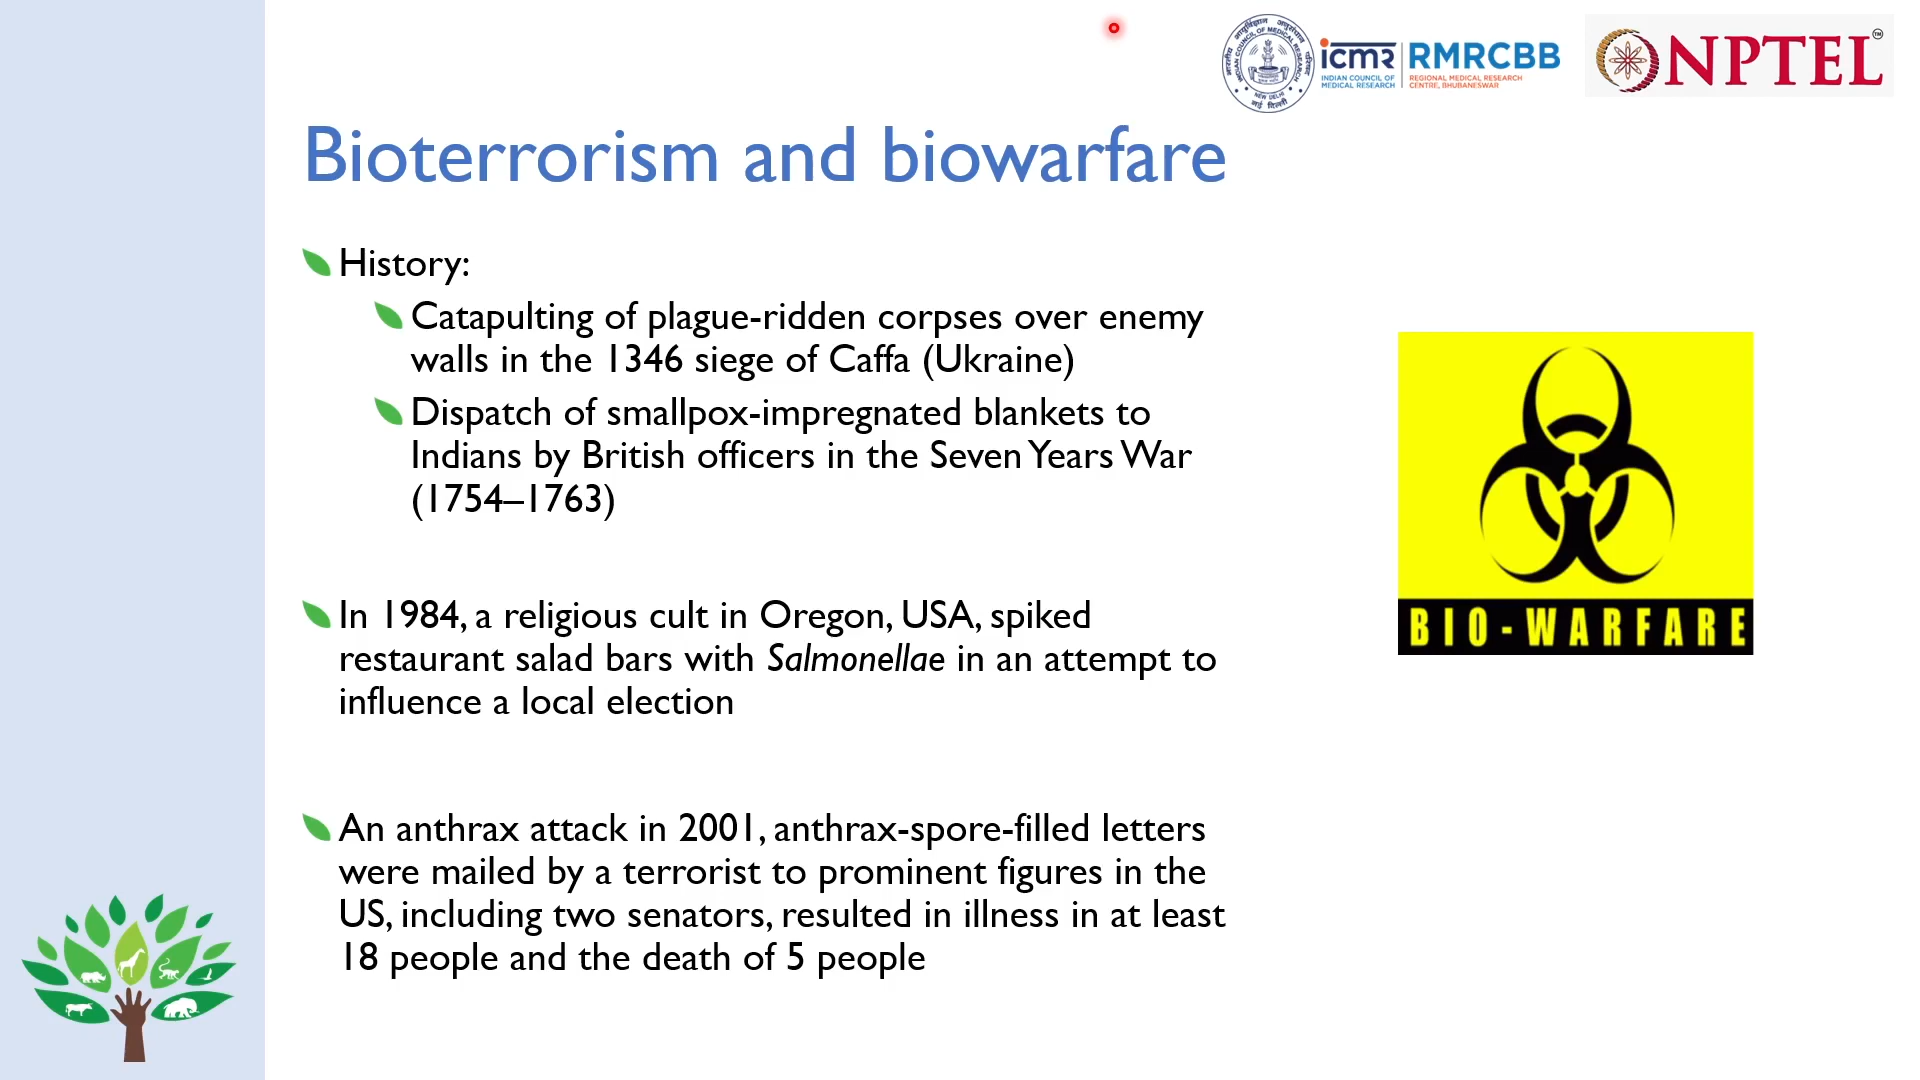 icmr
INDIAN COUNCIL OF
MEDICAL RESEARCH
RMRCBB
REGIONAL MEDICAL RESEARCH
CENTRE, BHUBANESWAR
NPTEL
TM
Bioterrorism and biowarfare
History:
Catapulting of plague-ridden corpses over enemy
walls in the 1346 siege of Caffa (Ukraine)
Dispatch of smallpox-impregnated blankets to
Indians by British officers in the Seven Years War
(1754–1763)
In 1984, a religious cult in Oregon, USA, spiked
restaurant salad bars with Salmonellae in an attempt to
influence a local election
An anthrax attack in 2001, anthrax-spore-filled letters
were mailed by a terrorist to prominent figures in the
US, including two senators, resulted in illness in at least
18 people and the death of 5 people
BIO-WARFARE